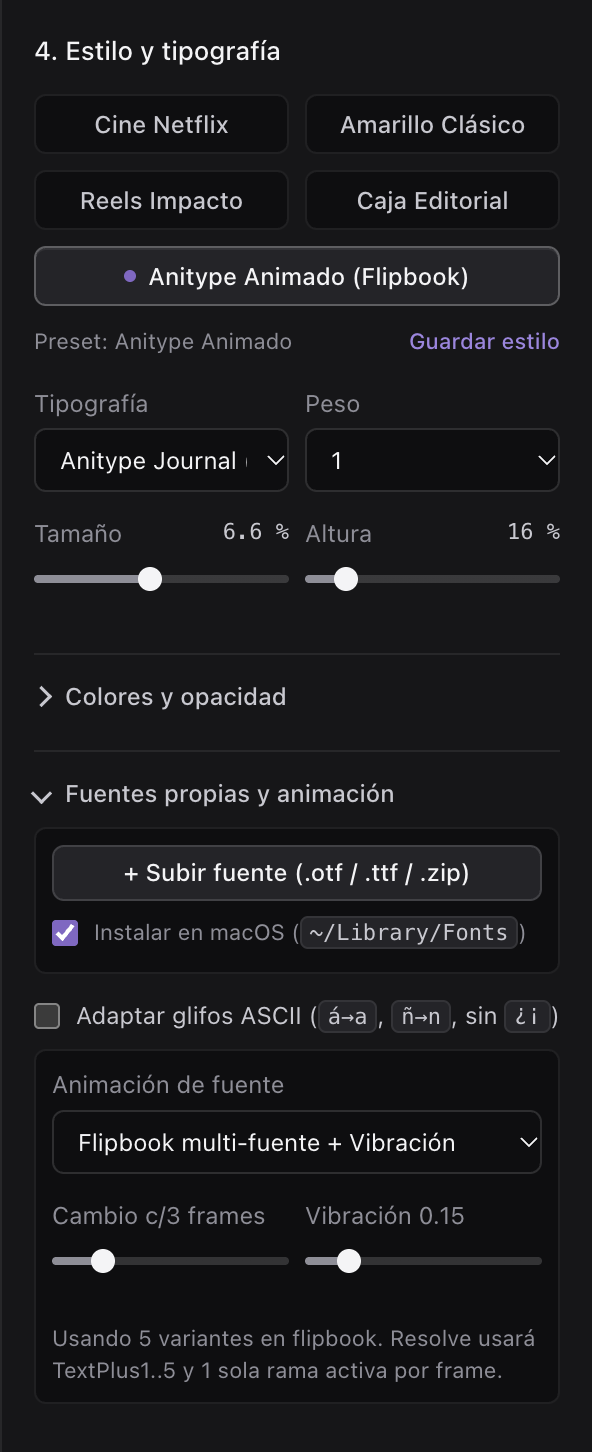 4. Estilo y tipografía
Cine Netflix
Amarillo Clásico
Reels Impacto
Caja Editorial
Anitype Animado (Flipbook)
Preset: Anitype Animado
Guardar estilo
Tipografía
Peso
Anitype Journal (
1
Tamaño 6.6 %
Altura 16 %
Colores y opacidad
Fuentes propias y animación
+ Subir fuente (.otf / .ttf / .zip)
Instalar en macOS (~/Library/Fonts)
Adaptar glifos ASCII (á→a, ñ→n, sin ¿¡)
Animación de fuente
Flipbook multi-fuente + Vibración
Cambio c/3 frames
Vibración 0.15
Usando 5 variantes en flipbook. Resolve usará
TextPlus1..5 y 1 sola rama activa por frame.